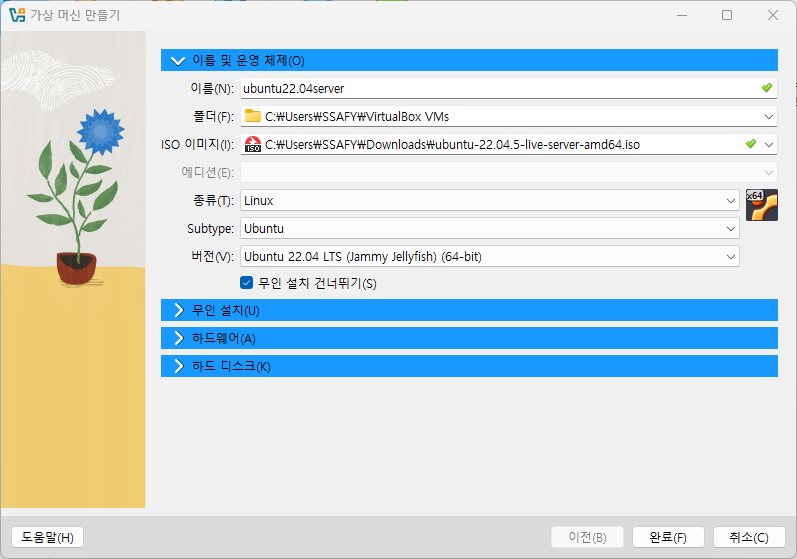 가상 머신 만들기
이름 및 운영 체제(O)
이름(N): ubuntu22.04server
폴더(F): C:₩Users₩SSAFY₩VirtualBox VMs
ISO 이미지(I): ISO C:₩Users₩SSAFY₩Downloads₩ubuntu-22.04.5-live-server-amd64.iso
에디션(E):
종류(T): Linux x64
Subtype: Ubuntu
버전(V): Ubuntu 22.04 LTS (Jammy Jellyfish) (64-bit)
무인 설치 건너뛰기(S)
무인 설치(U)
하드웨어(A)
하드 디스크(K)
도움말(H) 이전(B) 완료(F) 취소(C)